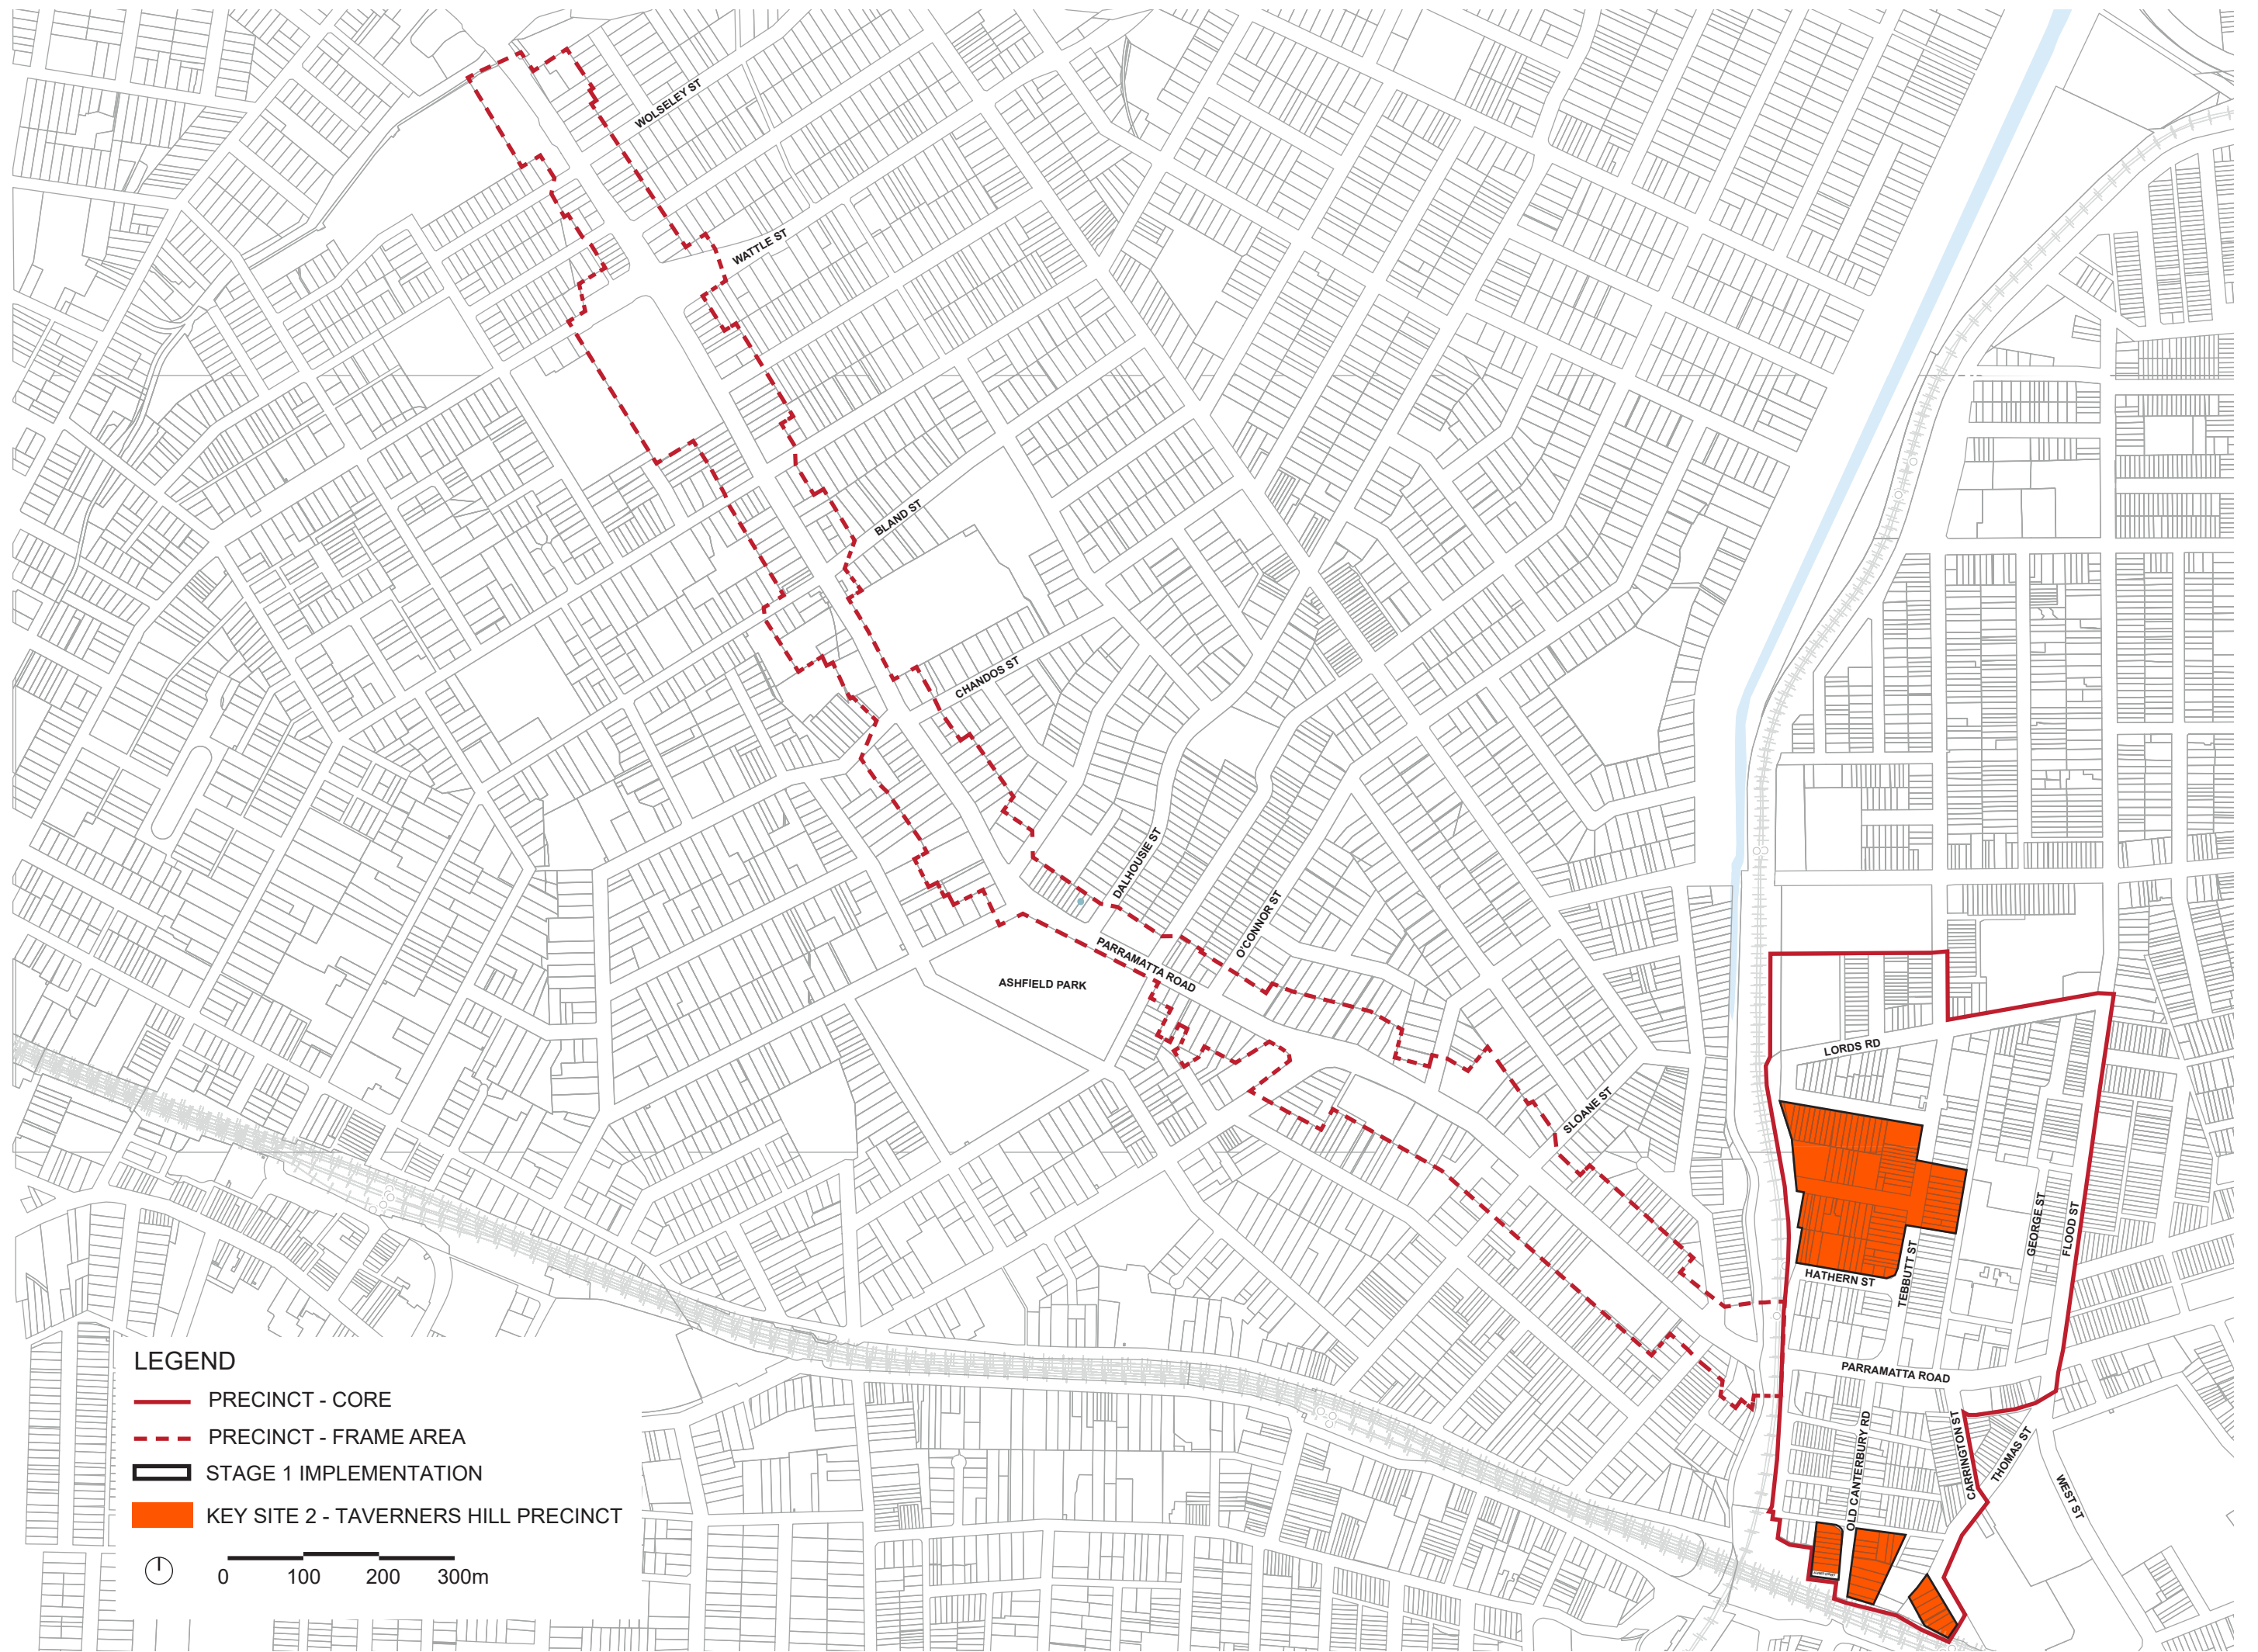 WOLSELEY ST
WATTLE ST
BLAND ST
CHANDOS ST
DALHOUSIE ST
O'CONNOR ST
PARRAMATTA ROAD
ASHFIELD PARK
LORDS RD
SLOANE ST
GEORGE ST
FLOOD ST
TEBBUTT ST
HATHERN ST
PARRAMATTA ROAD
OLD CANTERBURY RD
CARRINGTON ST
THOMAS ST
WEST ST
LEGEND
PRECINCT - CORE
PRECINCT - FRAME AREA
STAGE 1 IMPLEMENTATION
KEY SITE 2 - TAVERNERS HILL PRECINCT
0 100 200 300m